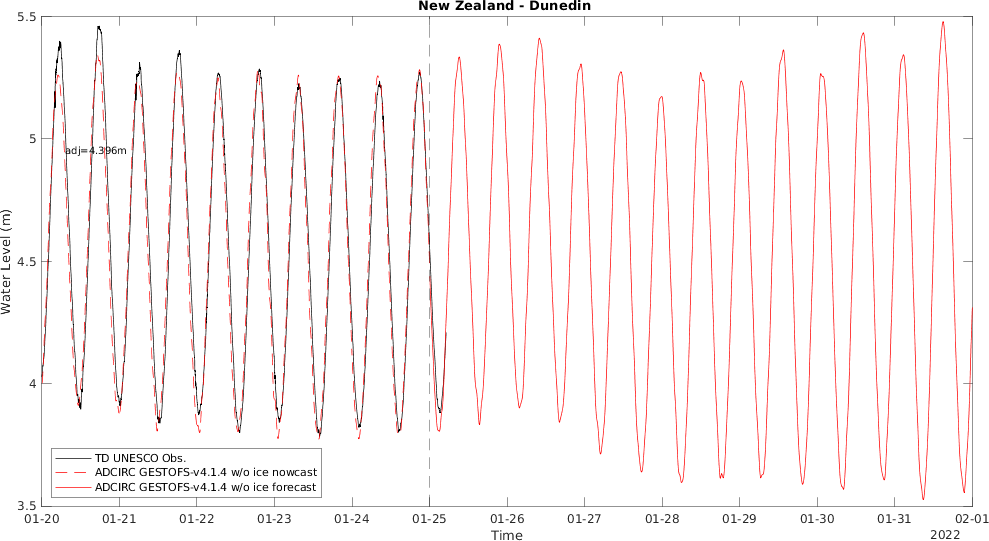 New Zealand - Dunedin
5.5
5
4.5
4
3.5
Water Level (m)
adj=4.396m
TD UNESCO Obs.
ADCIRC GESTOFS-v4.1.4 w/o ice nowcast
ADCIRC GESTOFS-v4.1.4 w/o ice forecast
01-20 01-21 01-22 01-23 01-24 01-25 01-26 01-27 01-28 01-29 01-30 01-31 02-01
Time
2022